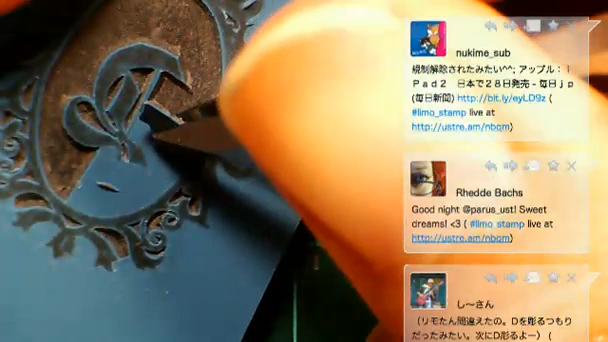 nukime_sub
規制解除されたみたい^^; アップル：ｉ
Ｐａｄ２　日本で２８日発売 - 毎日ｊｐ
(毎日新聞) http://bit.ly/eyLD9z (
#limo_stamp live at
http://ustre.am/nbqm)
Rhedde Bachs
Good night @parus_ust! Sweet
dreams! <3 ( #limo_stamp live at
http://ustre.am/nbqm)
し～さん
（リモたん間違えたの。Dを彫るつもり
だったみたい。次にD彫るよー） (